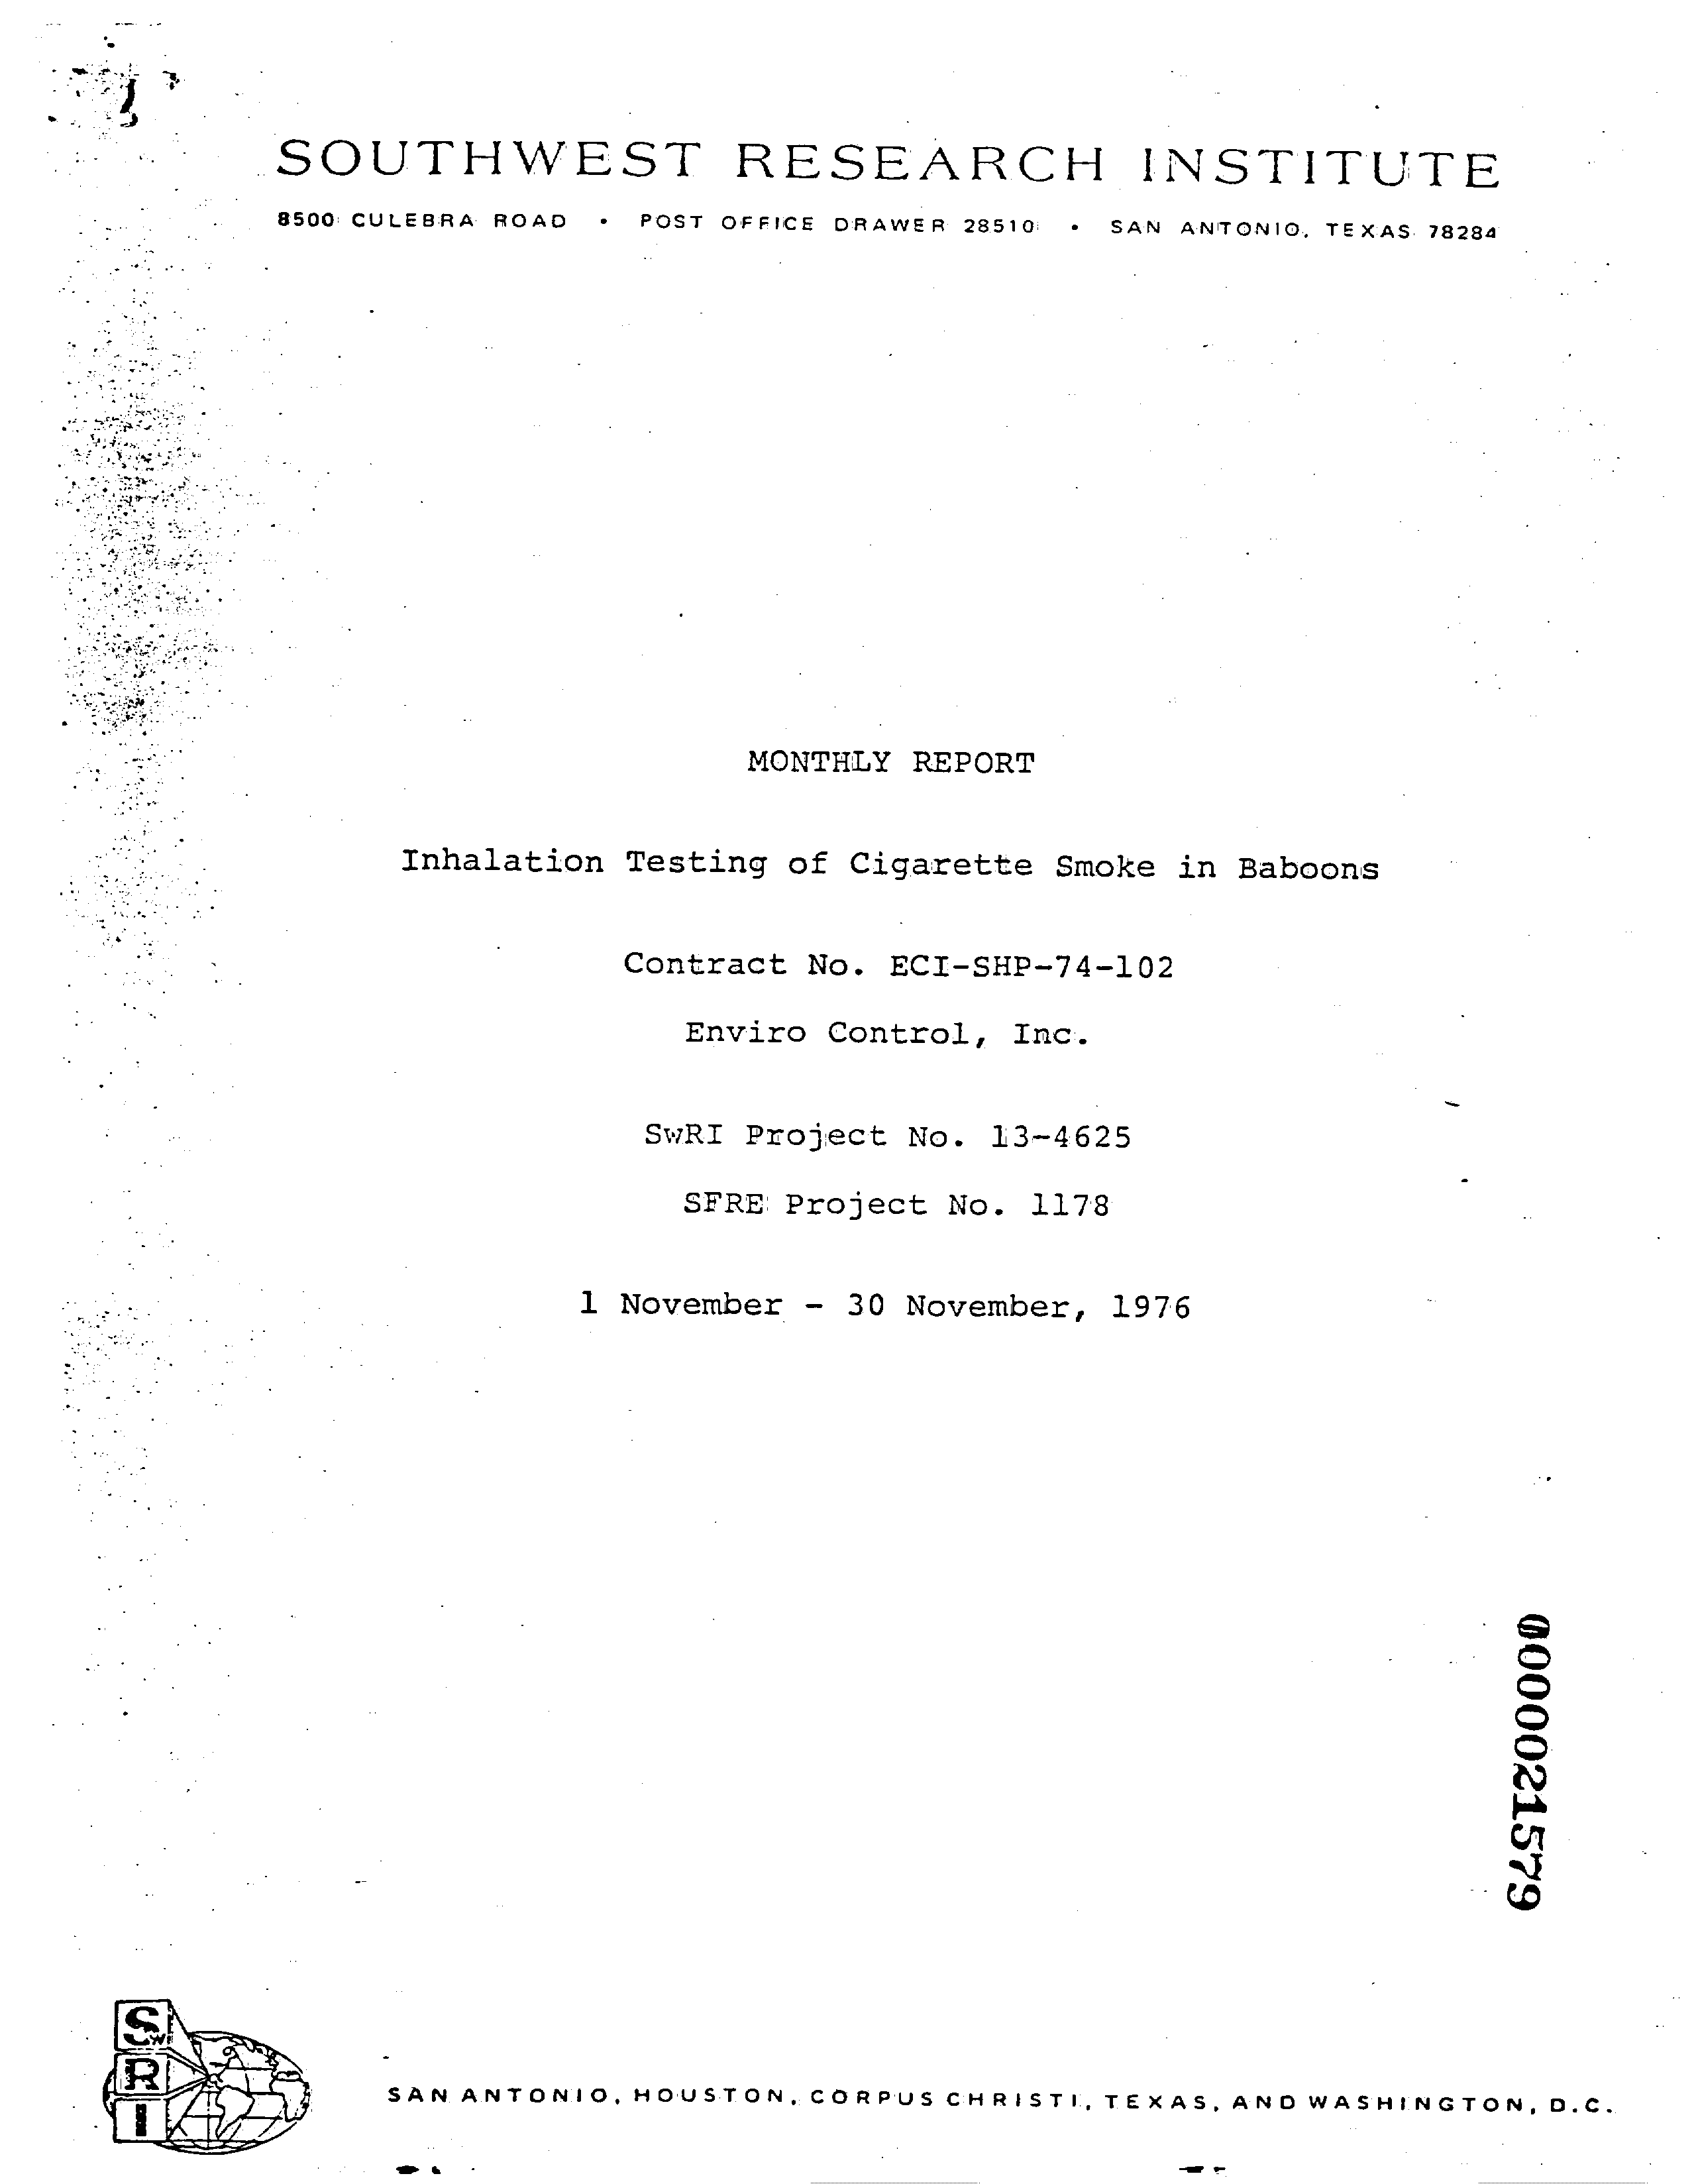 SOUTHWEST RESEARCH INSTITUTE
8500 CULEBRA ROAD • POST OFFICE DRAWER 28510 • SAN ANTONIO, TEXAS 78284
MONTHLY REPORT
Inhalation Testing of Cigarette Smoke in Baboons
Contract No. ECI-SHP-74-102
Enviro Control, Inc.
SwRI Project No. 13-4625
SFRE Project No. 1178
1 November - 30 November, 1976
0000021579
SwRI
SAN ANTONIO, HOUSTON, CORPUS CHRISTI, TEXAS, AND WASHINGTON, D.C.